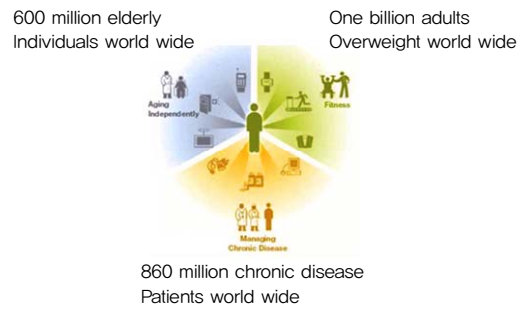 600 million elderly
Individuals world wide
One billion adults
Overweight world wide
Aging
Independently
Fitness
Managing
Chronic Disease
860 million chronic disease
Patients world wide